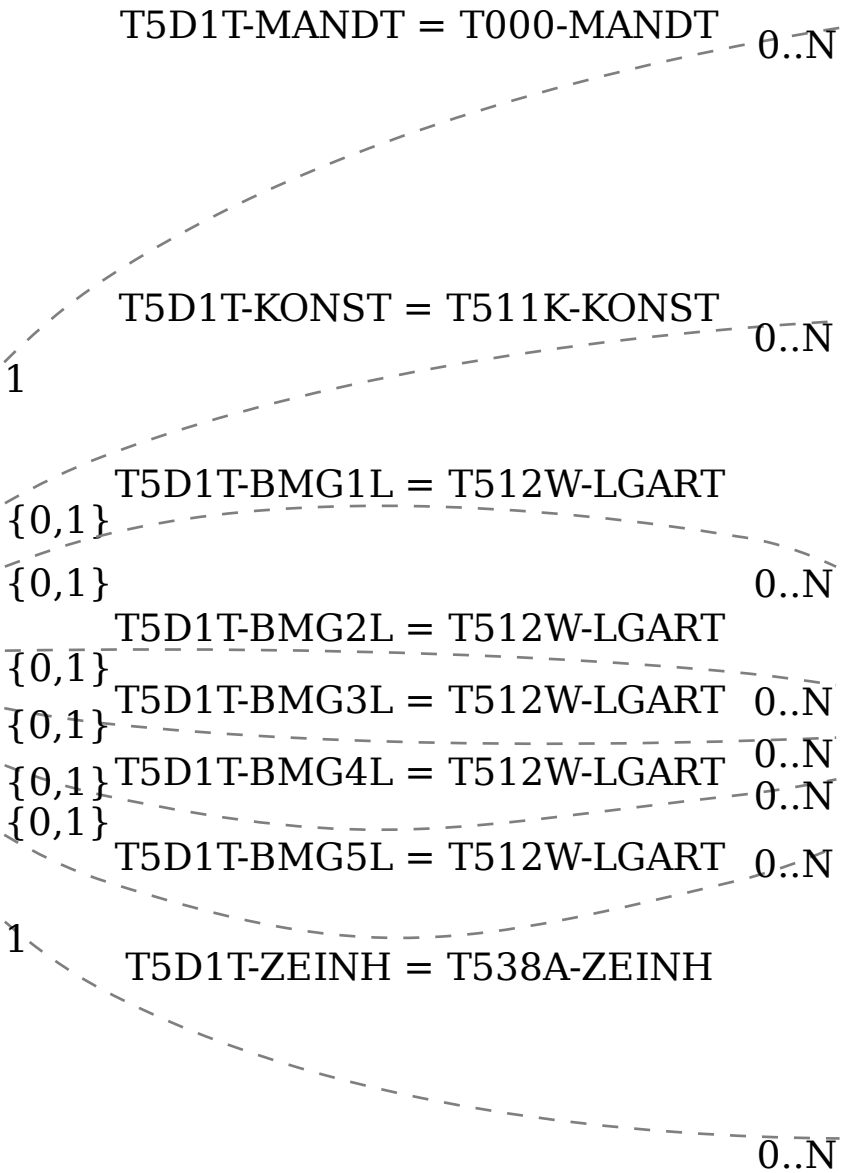 T5D1T-MANDT = T000-MANDT
0..N
T5D1T-KONST = T511K-KONST
0..N
1
T5D1T-BMG1L = T512W-LGART
{0,1}
{0,1}
0..N
T5D1T-BMG2L = T512W-LGART
{0,1}
T5D1T-BMG3L = T512W-LGART
0..N
{0,1}
0..N
T5D1T-BMG4L = T512W-LGART
{0,1}
0..N
{0,1}
T5D1T-BMG5L = T512W-LGART
0..N
1
T5D1T-ZEINH = T538A-ZEINH
0..N